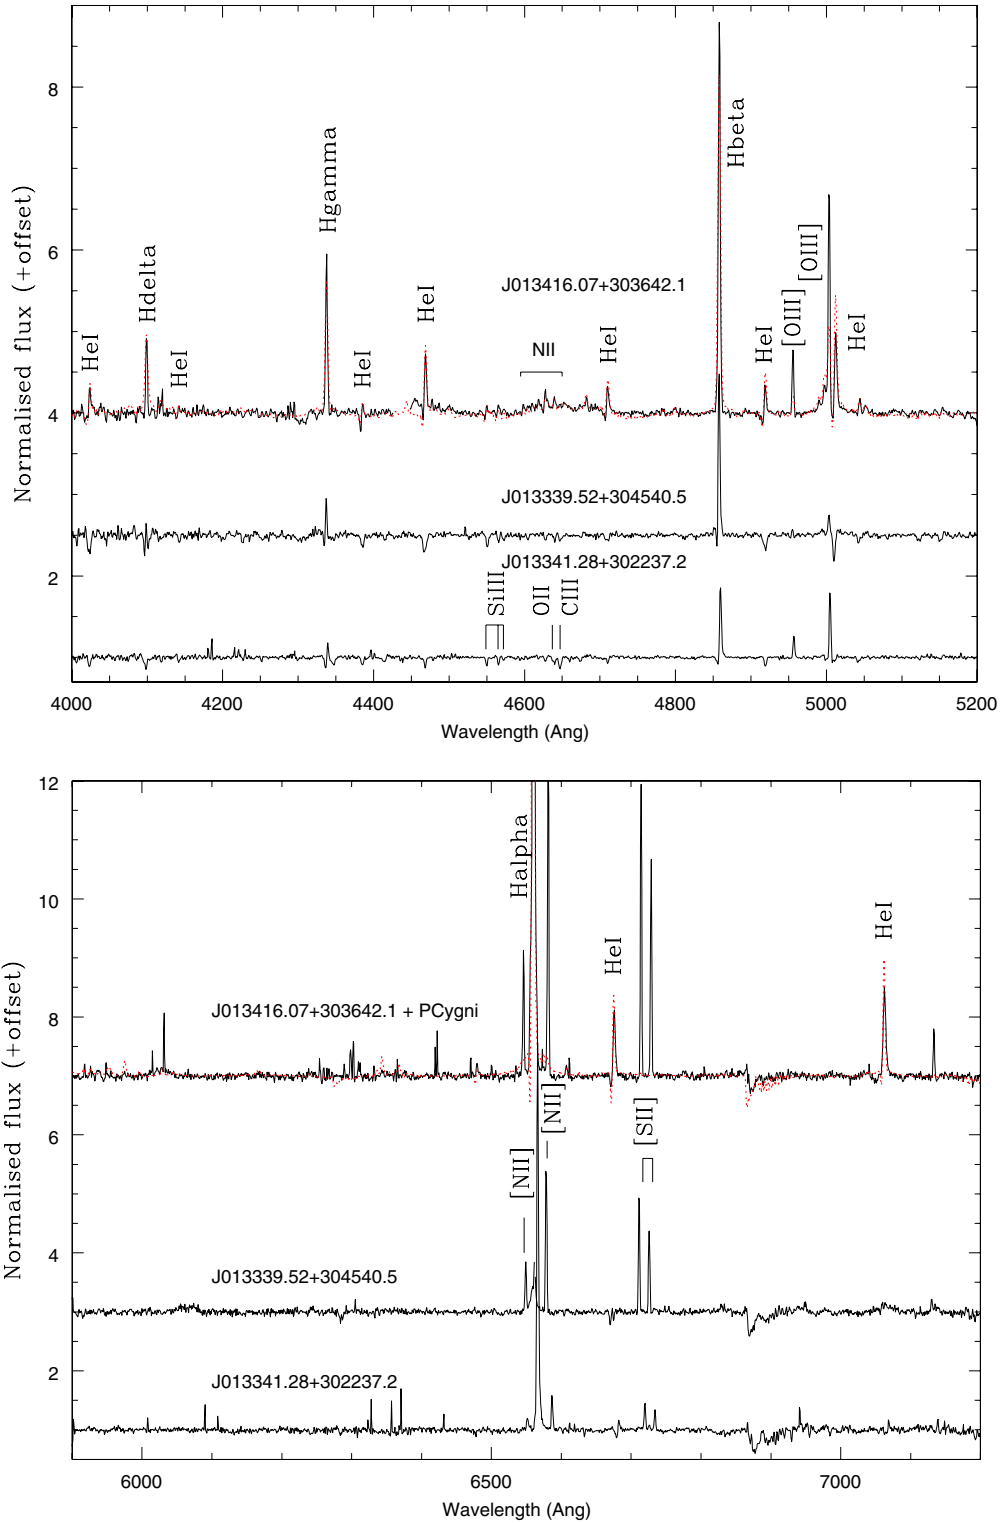 Normalised flux (+offset)
8
6
4
2
HeI
Hdelta
HeI
Hgamma
HeI
HeI
NII
HeI
Hbeta
HeI
[OIII]
[OIII]
HeI
J013416.07+303642.1
J013339.52+304540.5
J013341.28+302237.2
SiIII
OII
CIII
4000
4200
4400
4600
4800
5000
5200
Wavelength (Ang)
Normalised flux (+offset)
12
10
8
6
4
2
Halpha
HeI
HeI
J013416.07+303642.1 + PCygni
[NII]
[NII]
[SII]
J013339.52+304540.5
J013341.28+302237.2
6000
6500
7000
Wavelength (Ang)